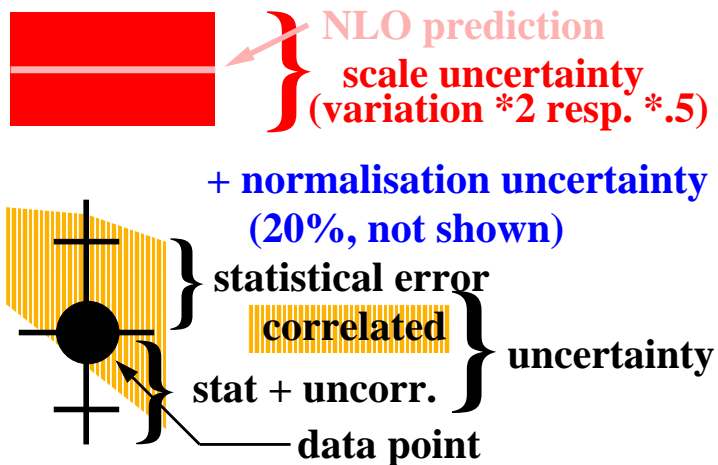 NLO prediction
scale uncertainty
(variation *2 resp. *.5)
+ normalisation uncertainty
(20%, not shown)
statistical error
correlated
uncertainty
stat + uncorr.
data point